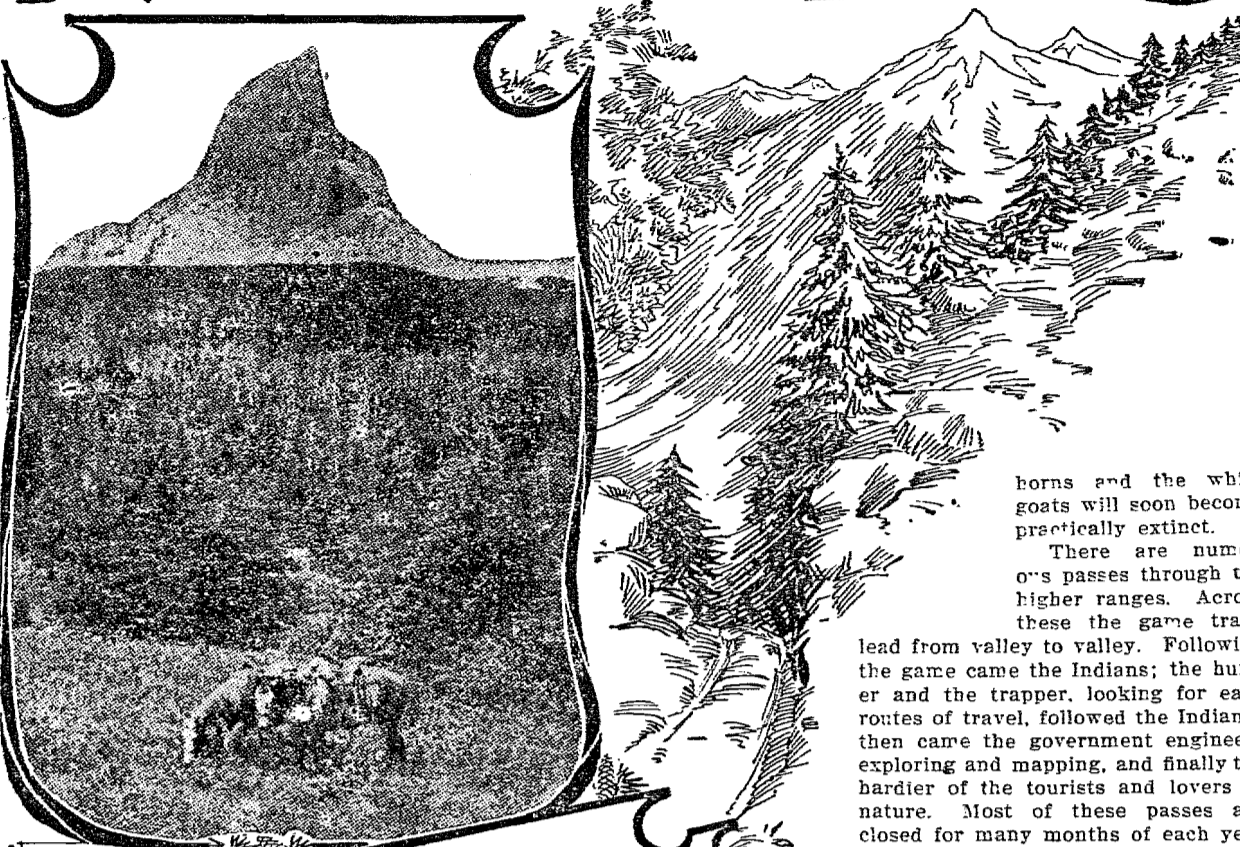 horns and the whi
goats will soon becom
practically extinct.
There are nume
o's passes through t
higher ranges. Acro
these the game tra
lead from valley to valley. Followi
the game came the Indians; the hun
er and the trapper, looking for ea
routes of travel, followed the Indian
then came the government enginee
exploring and mapping, and finally t
hardier of the tourists and lovers
nature. Most of these passes a
closed for many months of each ye